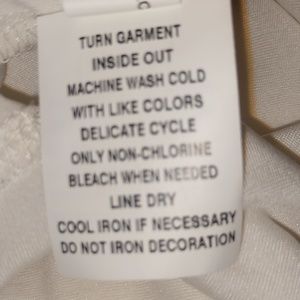 TURN GARMENT
INSIDE OUT
MACHINE WASH COLD
WITH LIKE COLORS
DELICATE CYCLE
ONLY NON-CHLORINE
BLEACH WHEN NEEDED
LINE DRY
COOL IRON IF NECESSARY
DO NOT IRON DECORATION